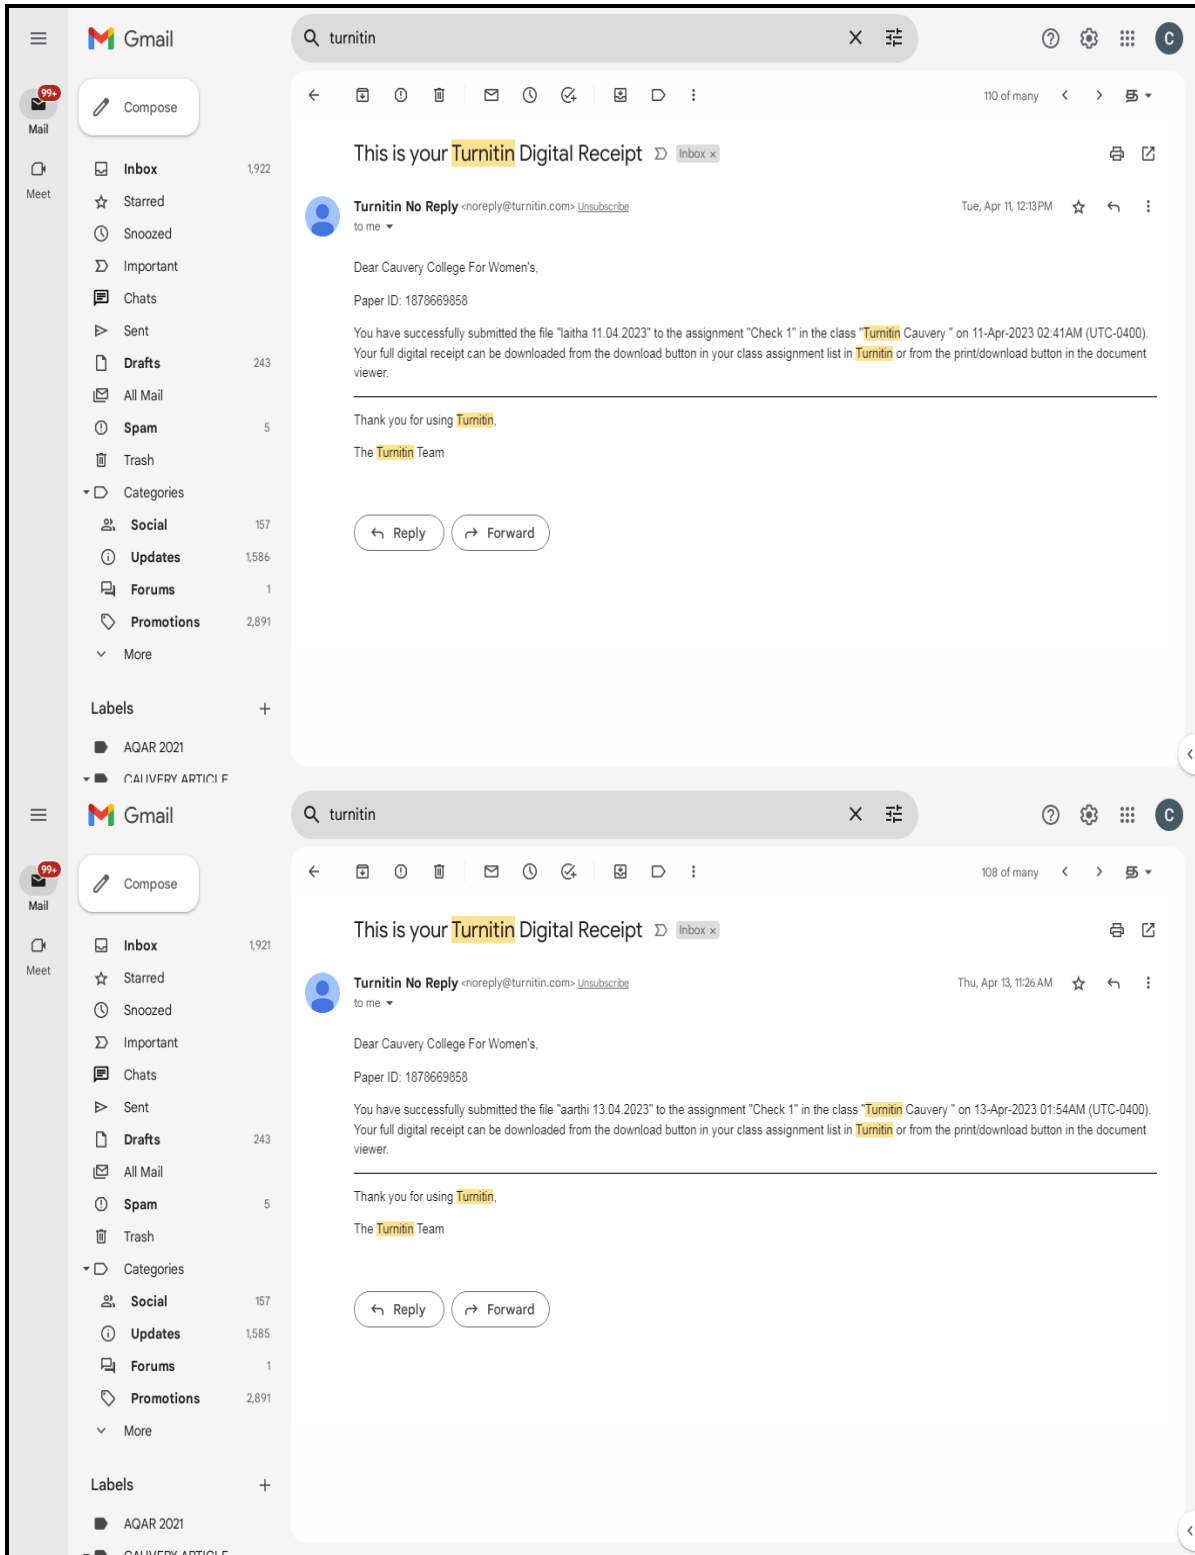 Gmail
turnitin
C
99+
Mail
Meet
Compose
110 of many
This is your Turnitin Digital Receipt Inbox x
Inbox 1,922
Starred
Snoozed
Important
Chats
Sent
Drafts 243
All Mail
Spam 5
Trash
Categories
Social 157
Updates 1,586
Forums 1
Promotions 2,891
More
Labels +
AQAR 2021
CAUVERY ARTICLE
Turnitin No Reply <noreply@turnitin.com> Unsubscribe Tue, Apr 11, 12:13 PM
to me
Dear Cauvery College For Women's,
Paper ID: 1878669858
You have successfully submitted the file "laitha 11.04.2023" to the assignment "Check 1" in the class "Turnitin Cauvery " on 11-Apr-2023 02:41AM (UTC-0400).
Your full digital receipt can be downloaded from the download button in your class assignment list in Turnitin or from the print/download button in the document
viewer.
Thank you for using Turnitin,
The Turnitin Team
Reply Forward
Gmail
turnitin
C
99+
Mail
Meet
Compose
108 of many
This is your Turnitin Digital Receipt Inbox x
Inbox 1,921
Starred
Snoozed
Important
Chats
Sent
Drafts 243
All Mail
Spam 5
Trash
Categories
Social 157
Updates 1,585
Forums 1
Promotions 2,891
More
Labels +
AQAR 2021
CAUVERY ARTICLE
Turnitin No Reply <noreply@turnitin.com> Unsubscribe Thu, Apr 13, 11:26 AM
to me
Dear Cauvery College For Women's,
Paper ID: 1878669858
You have successfully submitted the file "aarthi 13.04.2023" to the assignment "Check 1" in the class "Turnitin Cauvery " on 13-Apr-2023 01:54AM (UTC-0400).
Your full digital receipt can be downloaded from the download button in your class assignment list in Turnitin or from the print/download button in the document
viewer.
Thank you for using Turnitin,
The Turnitin Team
Reply Forward